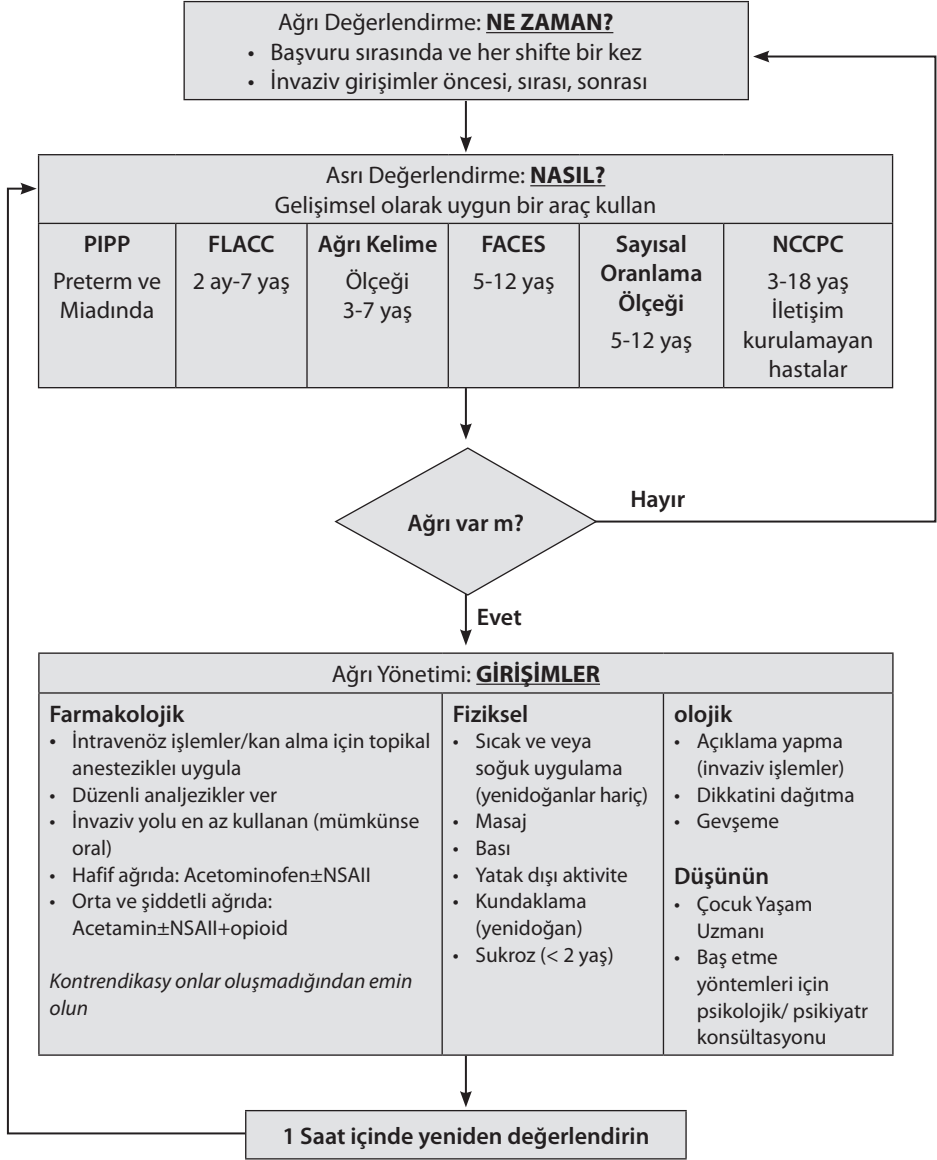 Ağrı Değerlendirme: NE ZAMAN?
• Başvuru sırasında ve her shifte bir kez
• İnvaziv girişimler öncesi, sırası, sonrası
Asrı Değerlendirme: NASIL?
Gelişimsel olarak uygun bir araç kullan
PIPP
Preterm ve
Miadında
FLACC
2 ay-7 yaş
Ağrı Kelime
Ölçeği
3-7 yaş
FACES
5-12 yaş
Sayısal
Oranlama
Ölçeği
5-12 yaş
NCCPC
3-18 yaş
İletişim
kurulamayan
hastalar
Ağrı var m?
Hayır
Evet
Ağrı Yönetimi: GİRİŞİMLER
Farmakolojik
• İntravenöz işlemler/kan alma için topikal
anestezikleı uygula
• Düzenli analjezikler ver
• İnvaziv yolu en az kullanan (mümkünse
oral)
• Hafif ağrıda: Acetominofen±NSAII
• Orta ve şiddetli ağrıda:
Acetamin±NSAII+opioid
Kontrendikasy onlar oluşmadığından emin
olun
Fiziksel
• Sıcak ve veya
soğuk uygulama
(yenidoğanlar hariç)
• Masaj
• Bası
• Yatak dışı aktivite
• Kundaklama
(yenidoğan)
• Sukroz (< 2 yaş)
olojik
• Açıklama yapma
(invaziv işlemler)
• Dikkatini dağıtma
• Gevşeme
Düşünün
• Çocuk Yaşam
Uzmanı
• Baş etme
yöntemleri için
psikolojik/ psikiyatr
konsültasyonu
1 Saat içinde yeniden değerlendirin